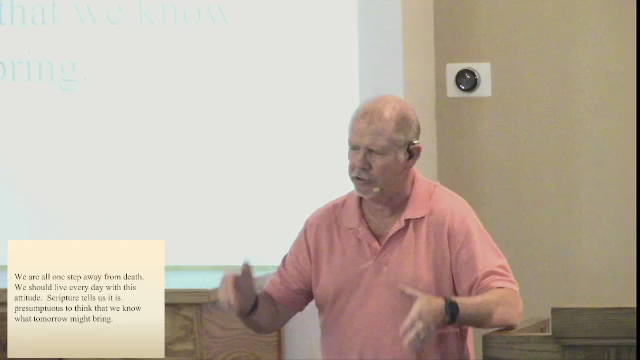 that we know
bring.
We are all one step away from death.
We should live every day with this
attitude.  Scripture tells us it is
presumptuous to think that we know
what tomorrow might bring.